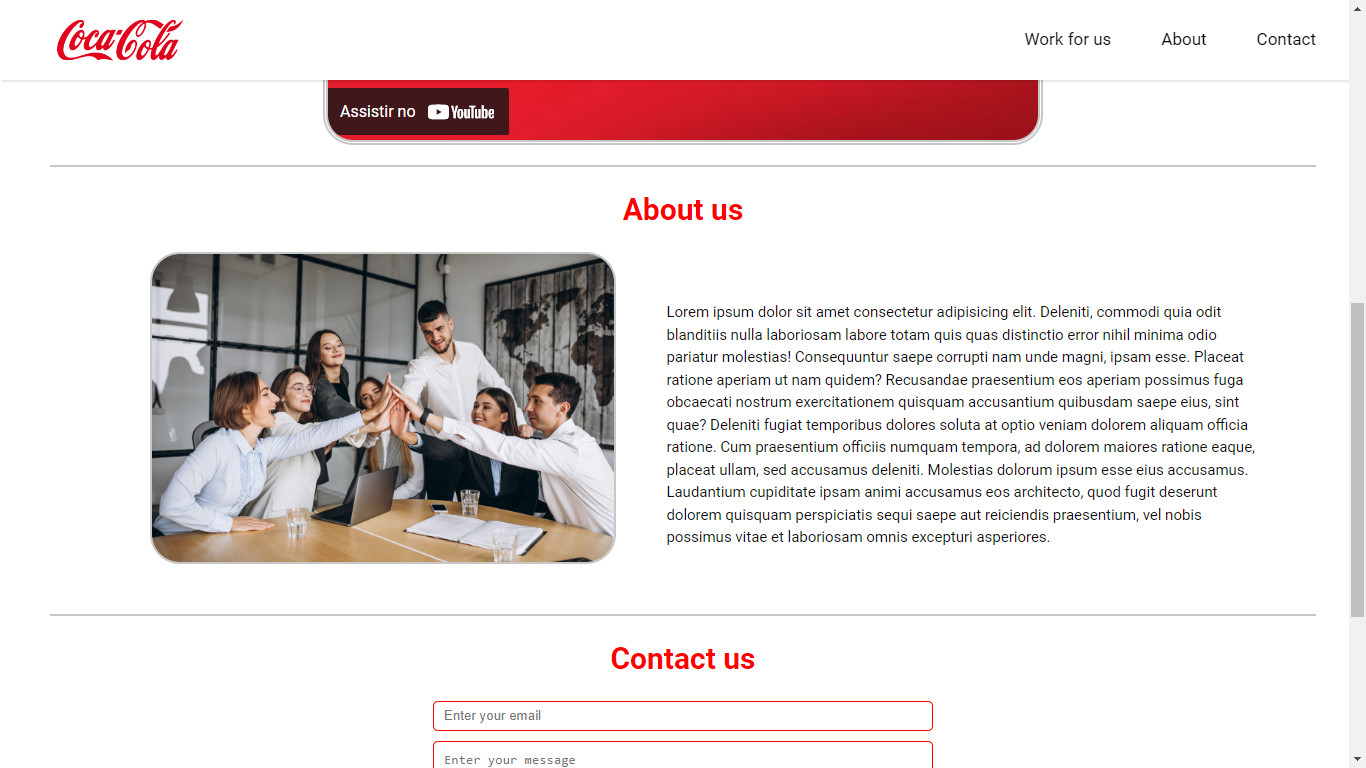 Coca-Cola
Work for us
About
Contact
Assistir no YouTube
About us
Lorem ipsum dolor sit amet consectetur adipisicing elit. Deleniti, commodi quia odit
blanditiis nulla laboriosam labore totam quis quas distinctio error nihil minima odio
pariatur molestias! Consequuntur saepe corrupti nam unde magni, ipsam esse. Placeat
ratione aperiam ut nam quidem? Recusandae praesentium eos aperiam possimus fuga
obcaecati nostrum exercitationem quisquam accusantium quibusdam saepe eius, sint
quae? Deleniti fugiat temporibus dolores soluta at optio veniam dolorem aliquam officia
ratione. Cum praesentium officiis numquam tempora, ad dolorem maiores ratione eaque,
placeat ullam, sed accusamus deleniti. Molestias dolorum ipsum esse eius accusamus.
Laudantium cupiditate ipsam animi accusamus eos architecto, quod fugit deserunt
dolorem quisquam perspiciatis sequi saepe aut reiciendis praesentium, vel nobis
possimus vitae et laboriosam omnis excepturi asperiores.
Contact us
Enter your email
Enter your message